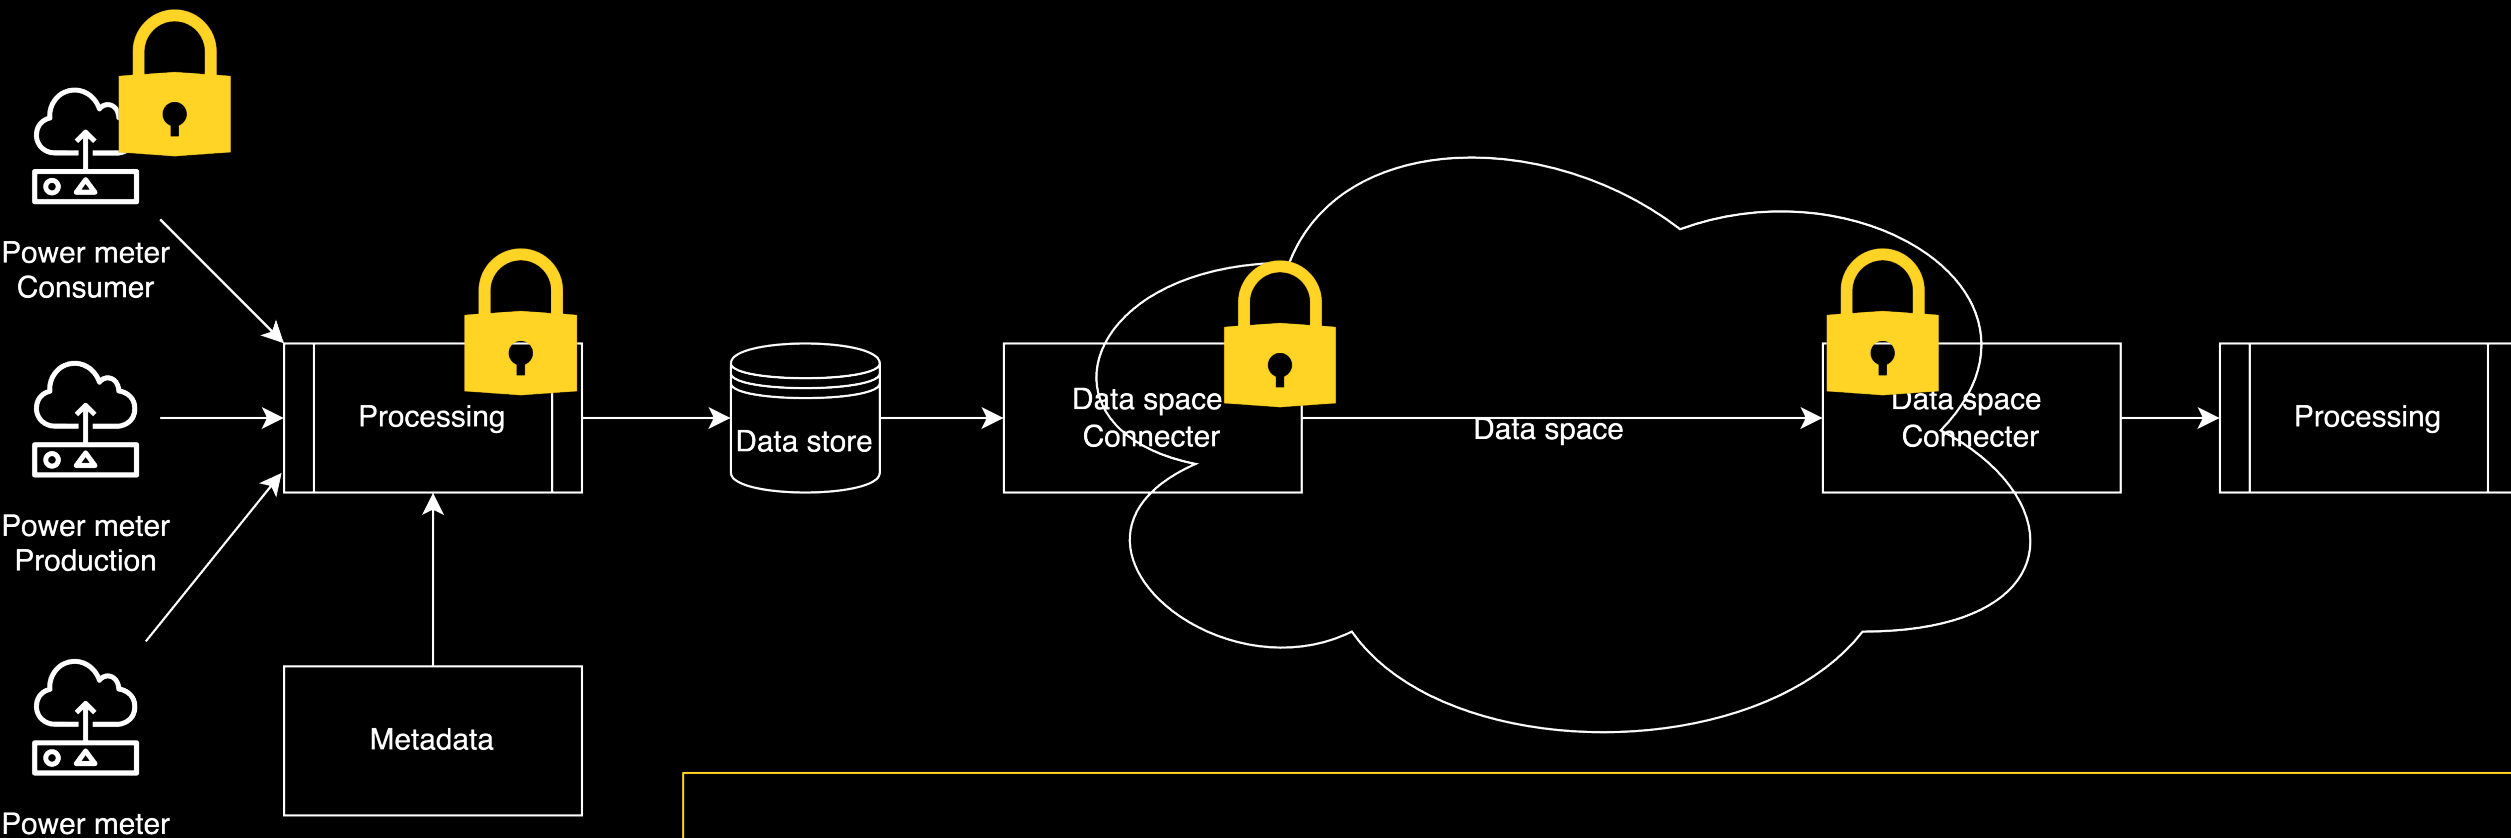 Power meter
Consumer
Processing
Data store
Data space
Connecter
Data space
Data space
Connecter
Processing
Power meter
Production
Metadata
Power meter